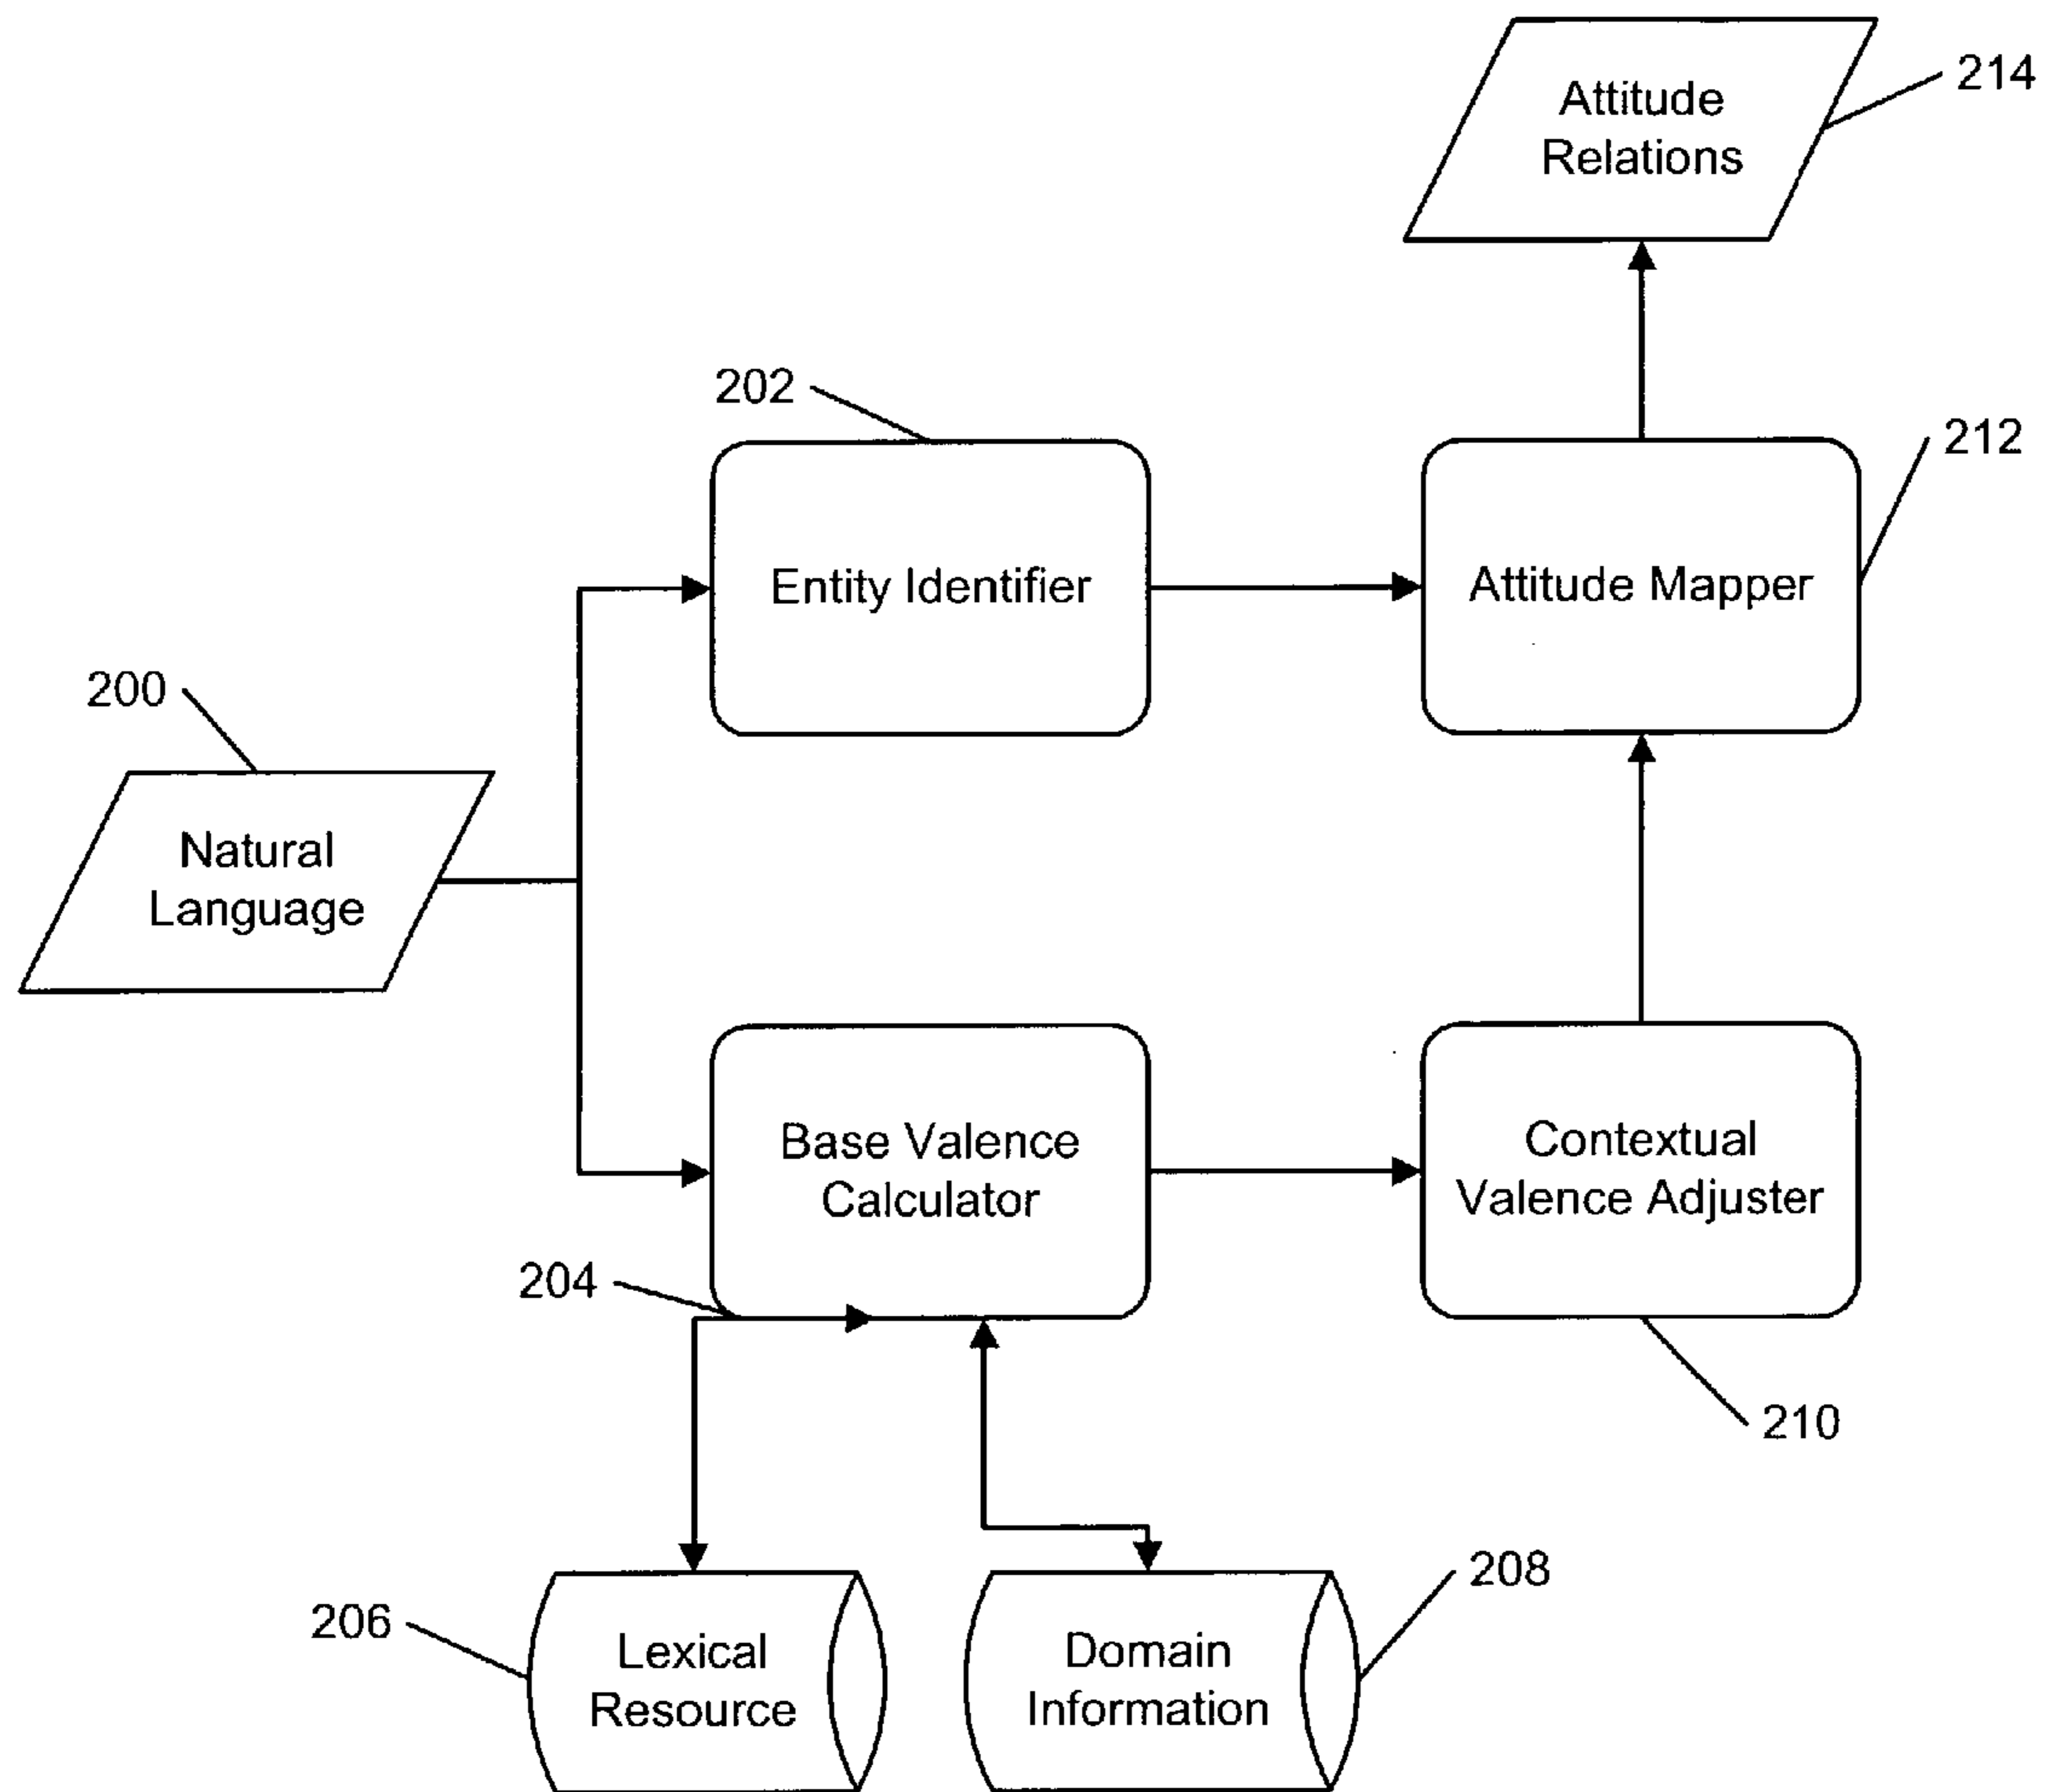 Attitude
Relations
214
202
212
Entity Identifier
Attitude Mapper
200
Natural
Language
Base Valence
Calculator
Contextual
Valence Adjuster
204
210
206
Lexical
Resource
Domain
Information
208